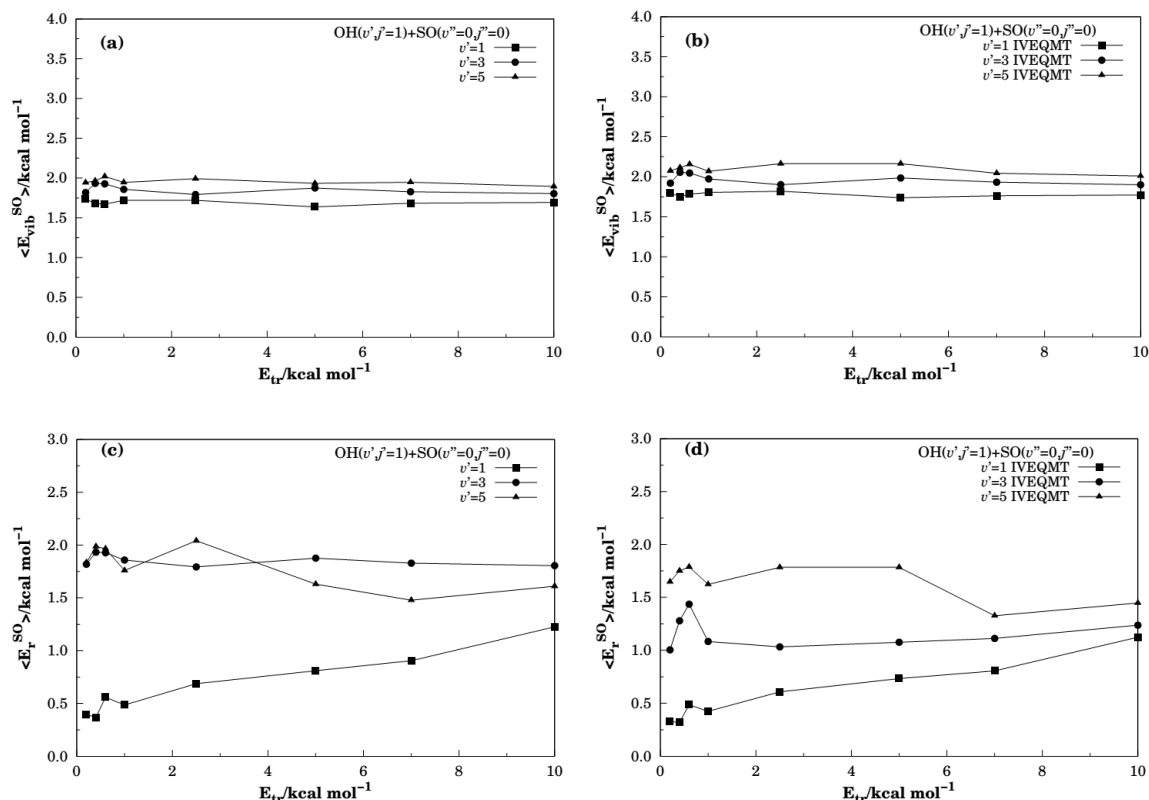 (a)
OH(v',j'=1)+SO(v''=0,j''=0)
v'=1
v'=3
v'=5
4.0
3.5
3.0
2.5
2.0
1.5
1.0
0.5
0.0
<E_vib^SO>/kcal mol⁻¹
0 2 4 6 8 10
E_tr/kcal mol⁻¹
(b)
OH(v',j'=1)+SO(v''=0,j''=0)
v'=1 IVEQMT
v'=3 IVEQMT
v'=5 IVEQMT
4.0
3.5
3.0
2.5
2.0
1.5
1.0
0.5
0.0
<E_vib^SO>/kcal mol⁻¹
0 2 4 6 8 10
E_tr/kcal mol⁻¹
(c)
OH(v',j'=1)+SO(v''=0,j''=0)
v'=1
v'=3
v'=5
3.0
2.5
2.0
1.5
1.0
0.5
0.0
<E_r^SO>/kcal mol⁻¹
0 2 4 6 8 10
E_tr/kcal mol⁻¹
(d)
OH(v',j'=1)+SO(v''=0,j''=0)
v'=1 IVEQMT
v'=3 IVEQMT
v'=5 IVEQMT
3.0
2.5
2.0
1.5
1.0
0.5
0.0
<E_r^SO>/kcal mol⁻¹
0 2 4 6 8 10
E_tr/kcal mol⁻¹